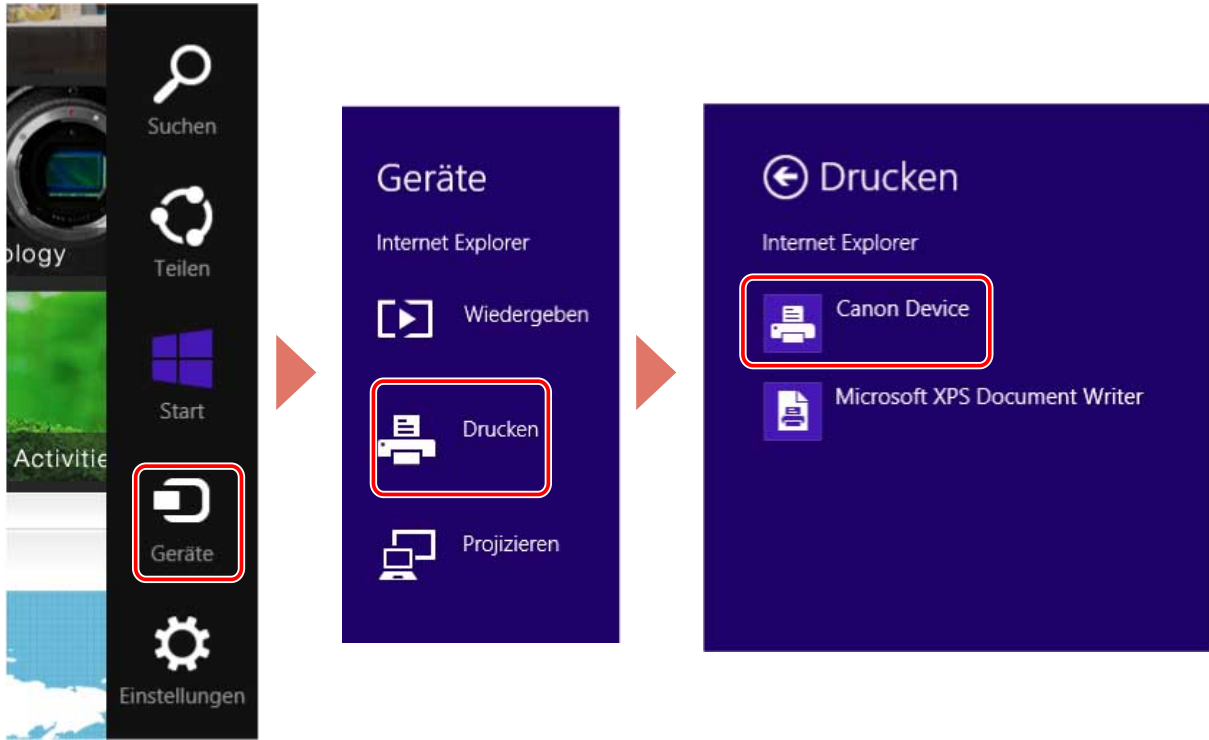 Suchen
ology
Teilen
Start
Activitie
Geräte
Einstellungen
Geräte
Internet Explorer
Wiedergeben
Drucken
Projizieren
Drucken
Internet Explorer
Canon Device
Microsoft XPS Document Writer